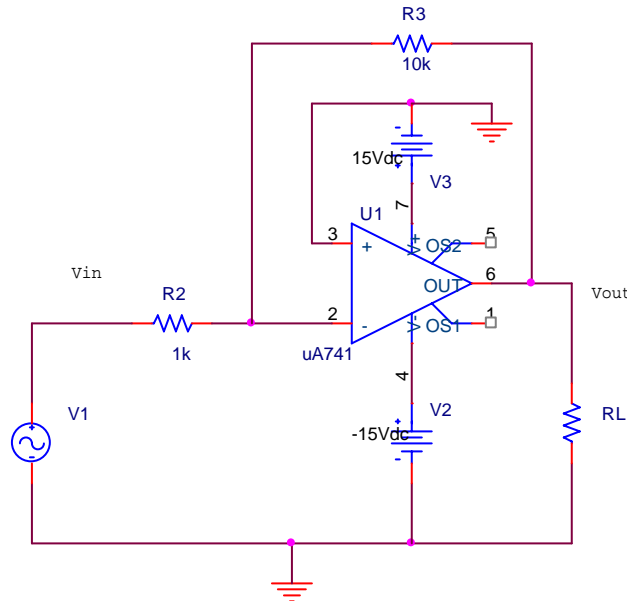 R3
10k
-
15Vdc
+
V3
U1
7
3
+
V+
OS2
5
Vin
6
OUT
Vout
R2
2
-
V-
OS1
1
1k
uA741
4
V1
V2
RL
+
-15Vdc
-
+
-